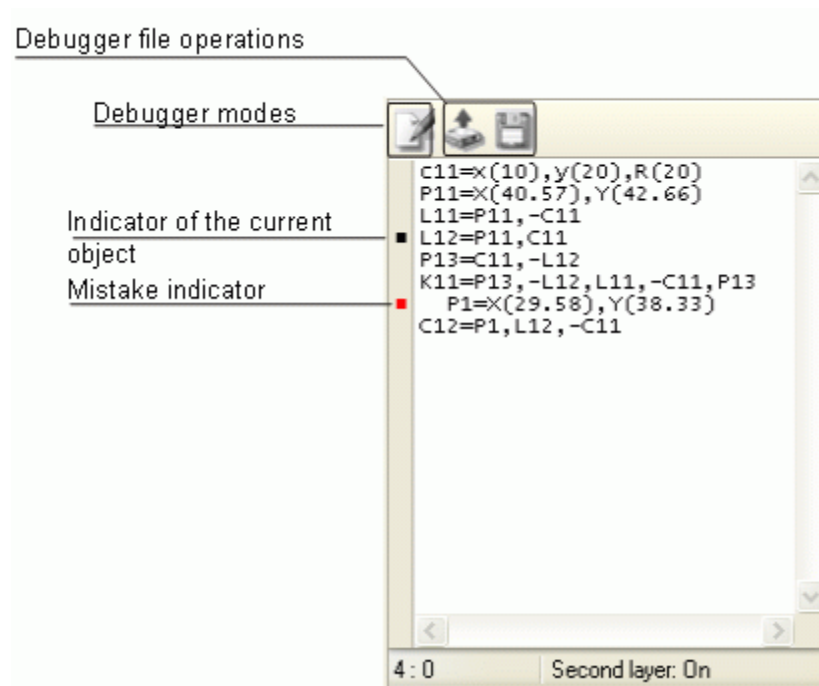 Debugger file operations
Debugger modes
Indicator of the current
object
Mistake indicator
c11=x(10),y(20),R(20)
P11=X(40.57),Y(42.66)
L11=P11,-C11
L12=P11,C11
P13=C11,-L12
K11=P13,-L12,L11,-C11,P13
P1=X(29.58),Y(38.33)
C12=P1,L12,-C11
4 : 0
Second layer: On